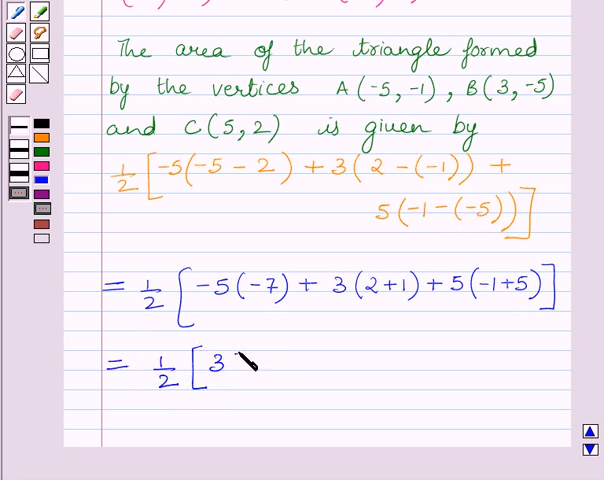 The area of the triangle formed
by the vertices A(-5,-1), B(3,-5)
and C(5,2) is given by
1/2 [-5(-5-2) + 3(2-(-1)) +
5(-1-(-5))]
= 1/2 [-5(-7) + 3(2+1) + 5(-1+5)]
= 1/2 [3